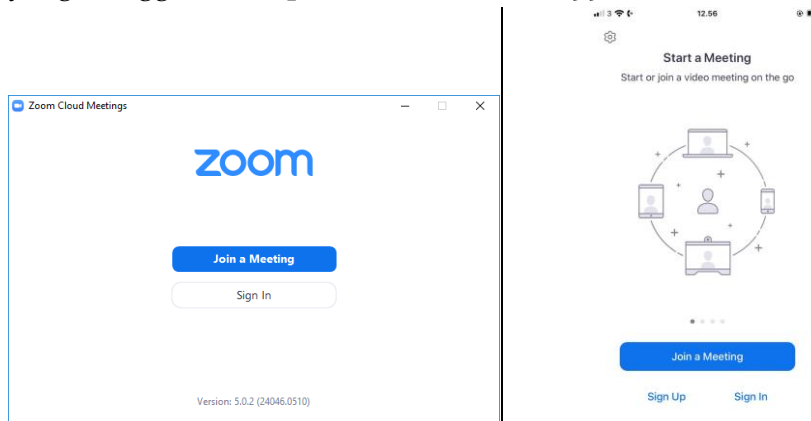 Zoom Cloud Meetings
zoom
Join a Meeting
Sign In
Version: 5.0.2 (24046.0510)
3
12.56
Start a Meeting
Start or join a video meeting on the go
Join a Meeting
Sign Up
Sign In